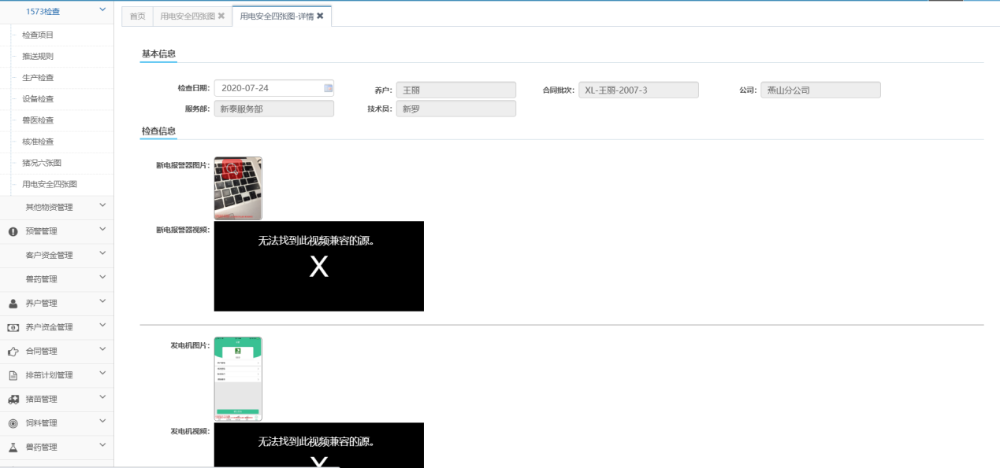 1573检查
检查项目
推送规则
生产检查
设备检查
兽医检查
核准检查
猪况六张图
用电安全四张图
其他物资管理
预警管理
客户资金管理
兽药管理
养户管理
养户资金管理
合同管理
排苗计划管理
猪苗管理
饲料管理
兽药管理
首页 用电安全四张图 用电安全四张图-详情
基本信息
检查日期: 2020-07-24 养户: 王丽 合同批次: XL-王丽-2007-3 公司: 燕山分公司
服务部: 新泰服务部 技术员: 新罗
检查信息
断电报警器图片:
断电报警器视频: 无法找到此视频兼容的源。
发电机图片:
发电机视频: 无法找到此视频兼容的源。